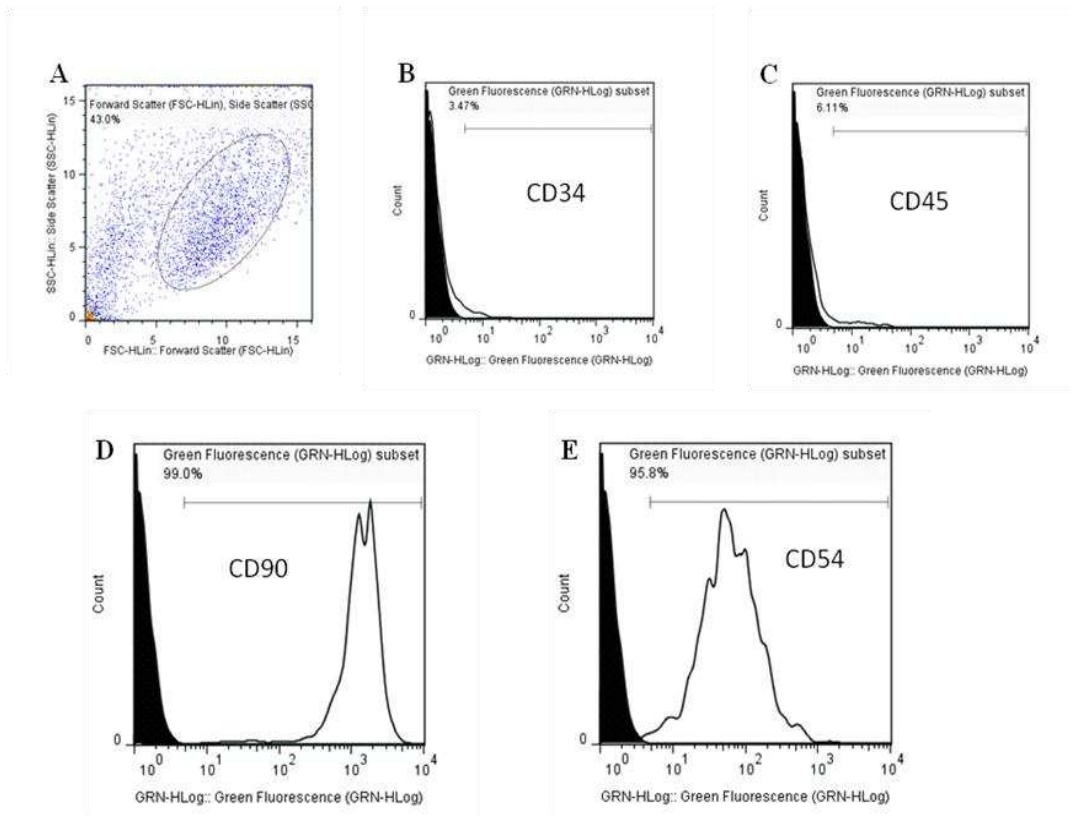 A
Forward Scatter (FSC-HLin), Side Scatter (SSC
43.0%
SSC-HLin:: Side Scatter (SSC-HLin)
15
10
5
0
0 5 10 15
FSC-HLin:: Forward Scatter (FSC-HLin)
B
Green Fluorescence (GRN-HLog) subset
3.47%
CD34
Count
0
10^0 10^1 10^2 10^3 10^4
GRN-HLog:: Green Fluorescence (GRN-HLog)
C
Green Fluorescence (GRN-HLog) subset
6.11%
CD45
Count
0
10^0 10^1 10^2 10^3 10^4
GRN-HLog:: Green Fluorescence (GRN-HLog)
D
Green Fluorescence (GRN-HLog) subset
99.0%
CD90
Count
0
10^0 10^1 10^2 10^3 10^4
GRN-HLog:: Green Fluorescence (GRN-HLog)
E
Green Fluorescence (GRN-HLog) subset
95.8%
CD54
Count
0
10^0 10^1 10^2 10^3 10^4
GRN-HLog:: Green Fluorescence (GRN-HLog)